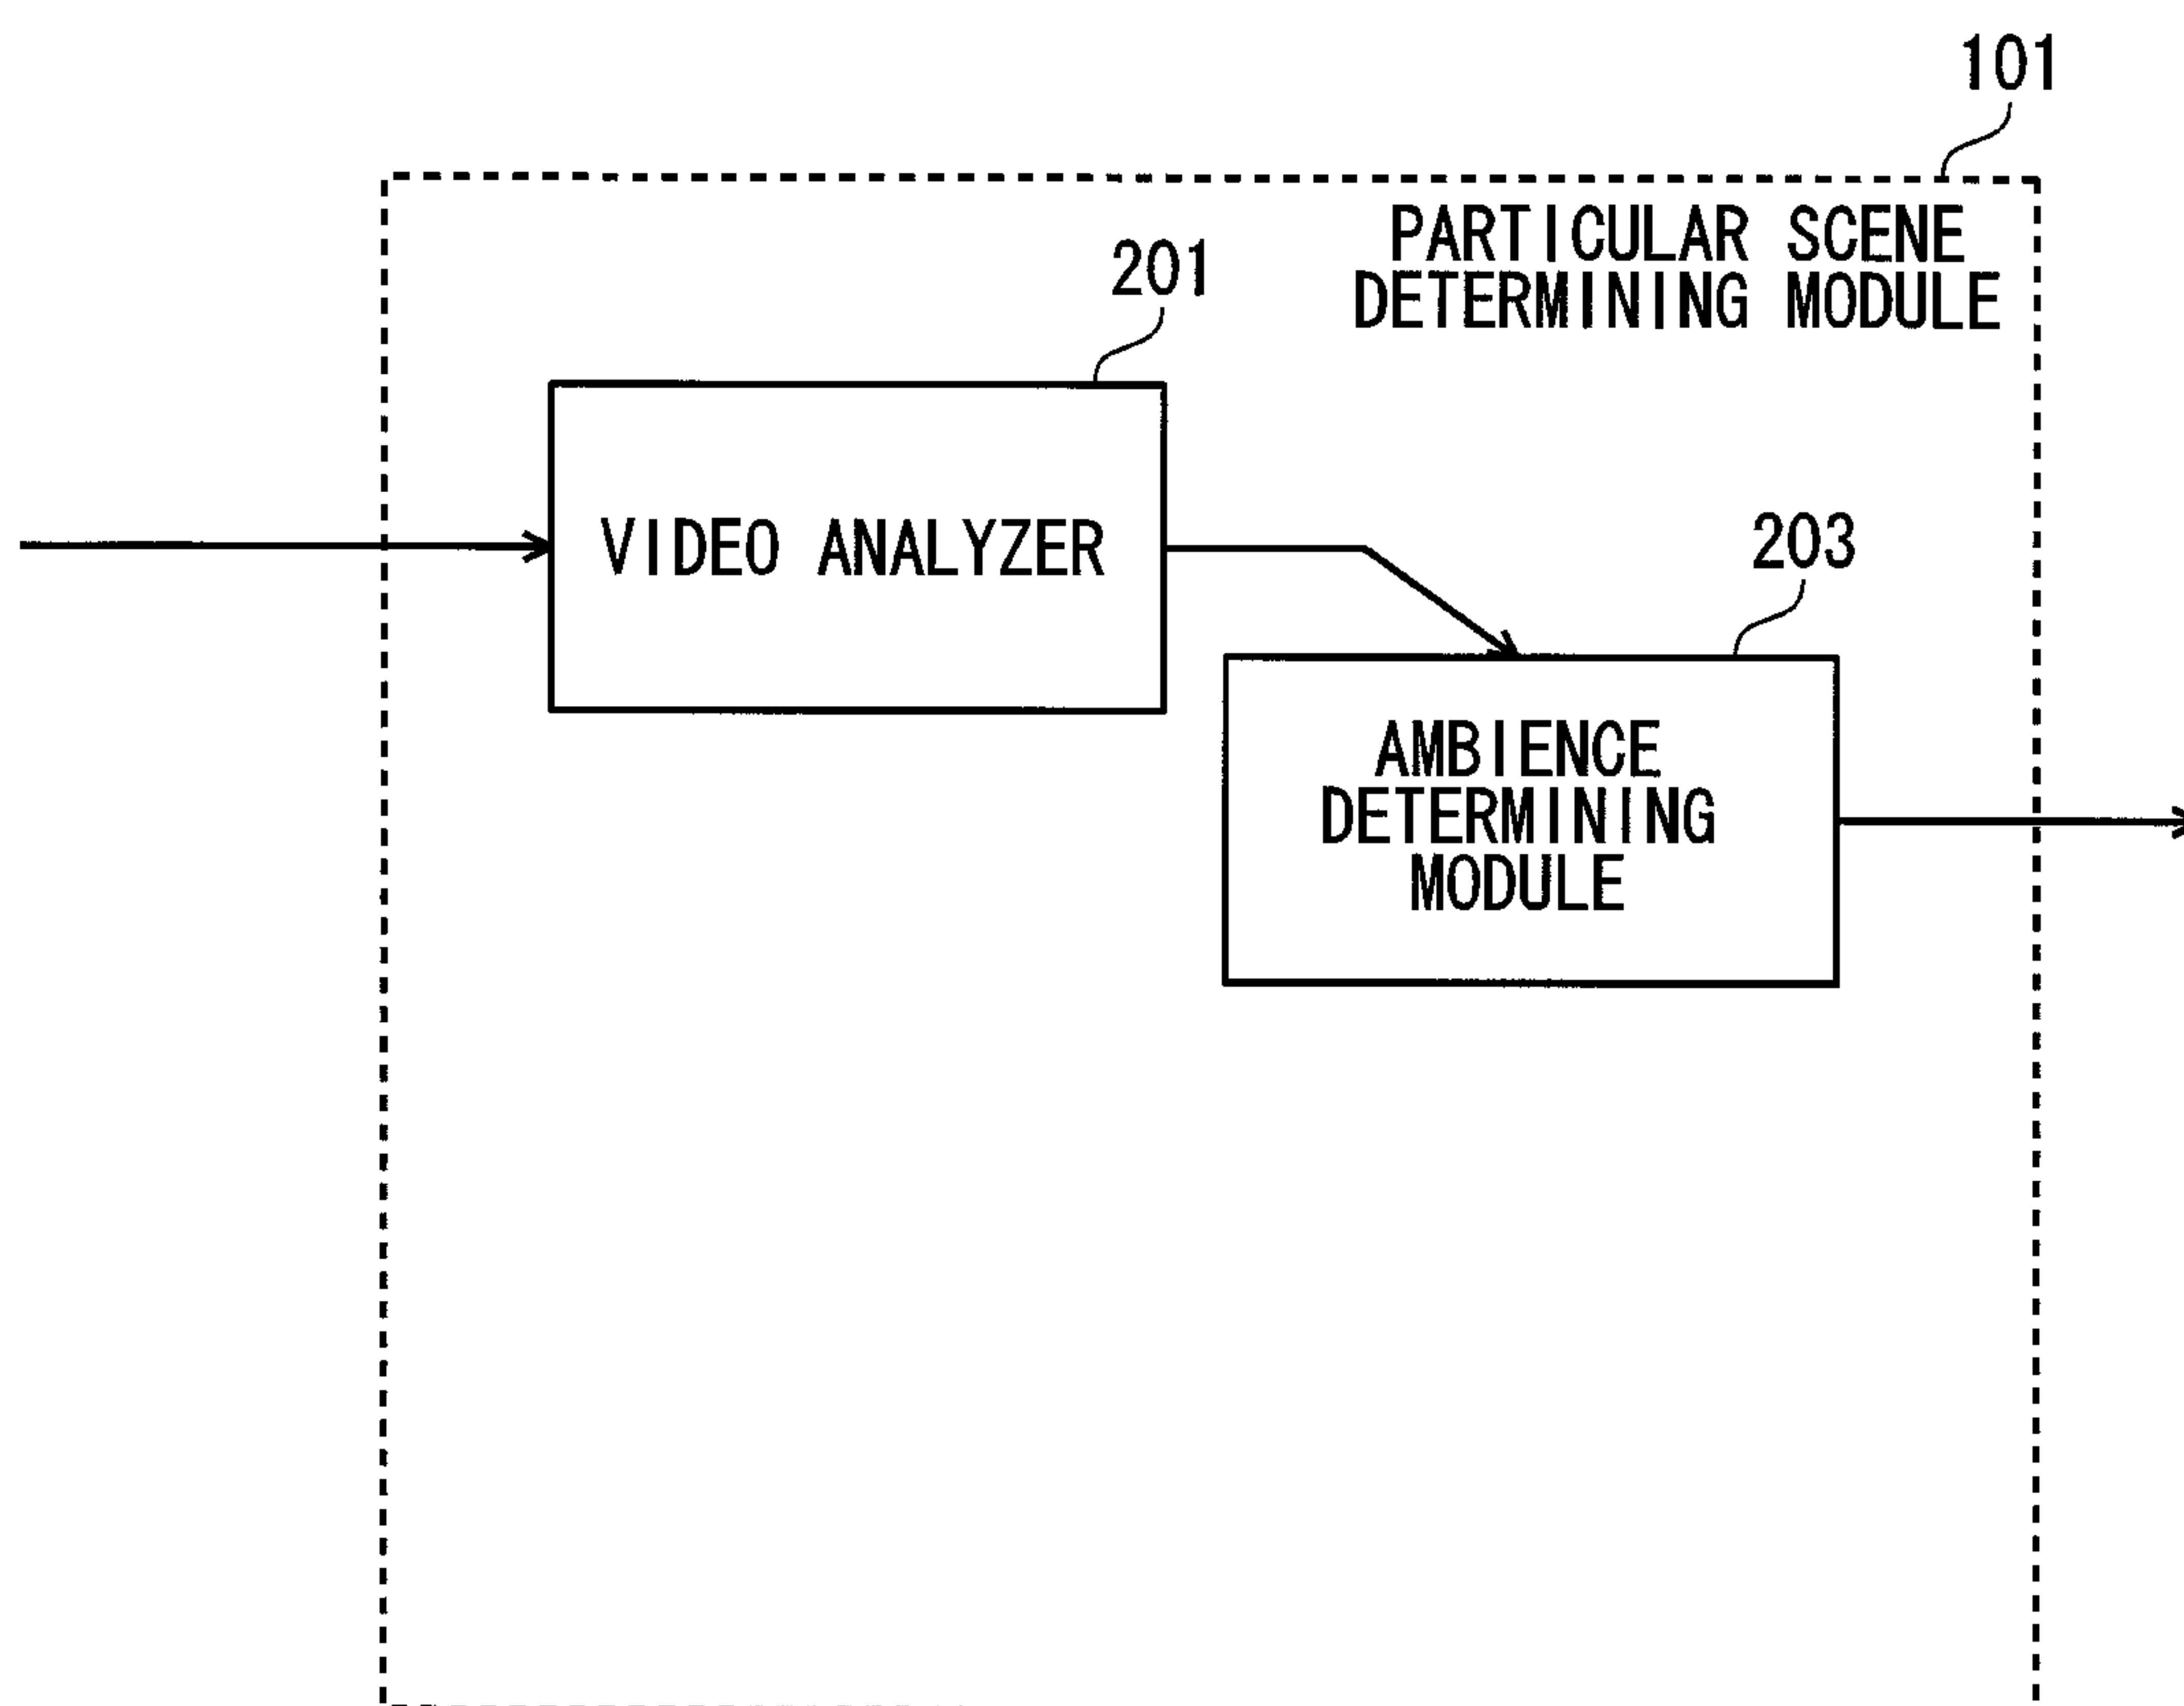 101
PARTICULAR SCENE
DETERMINING MODULE
201
VIDEO ANALYZER
203
AMBIENCE
DETERMINING
MODULE